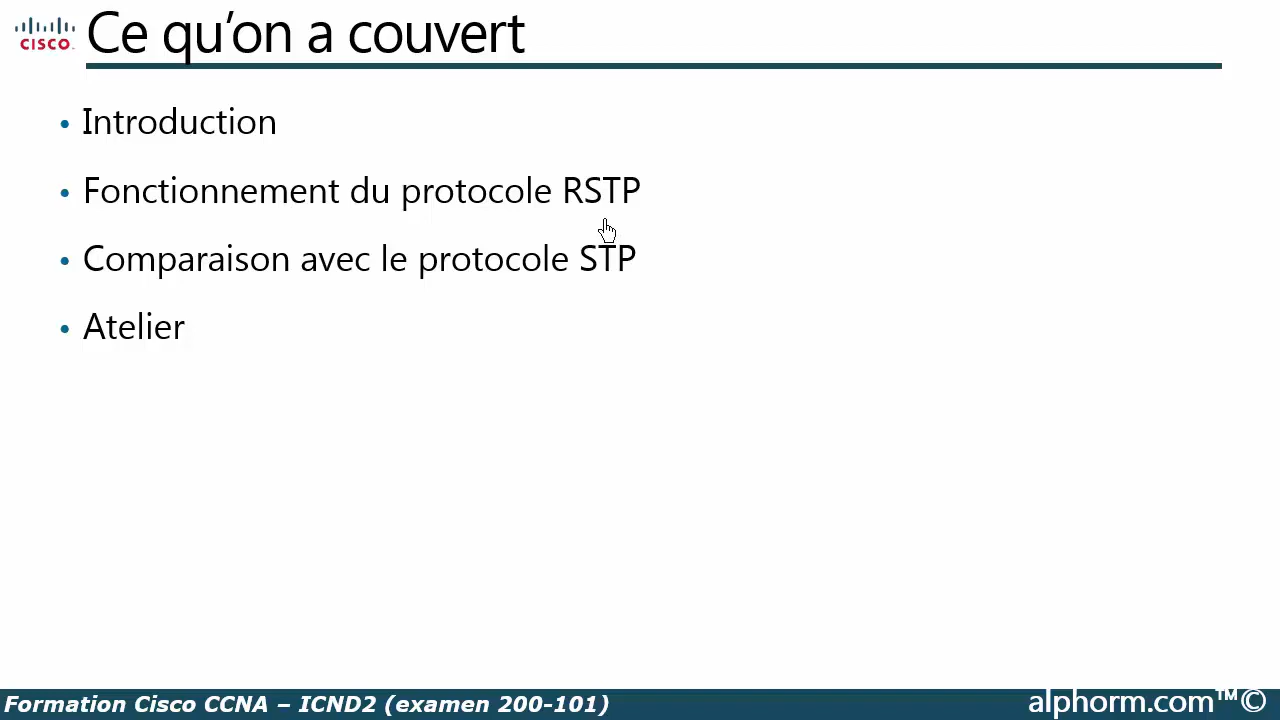 CISCO
Ce qu’on a couvert
• Introduction
• Fonctionnement du protocole RSTP
• Comparaison avec le protocole STP
• Atelier
Formation Cisco CCNA – ICND2 (examen 200-101)
alphorm.com™©